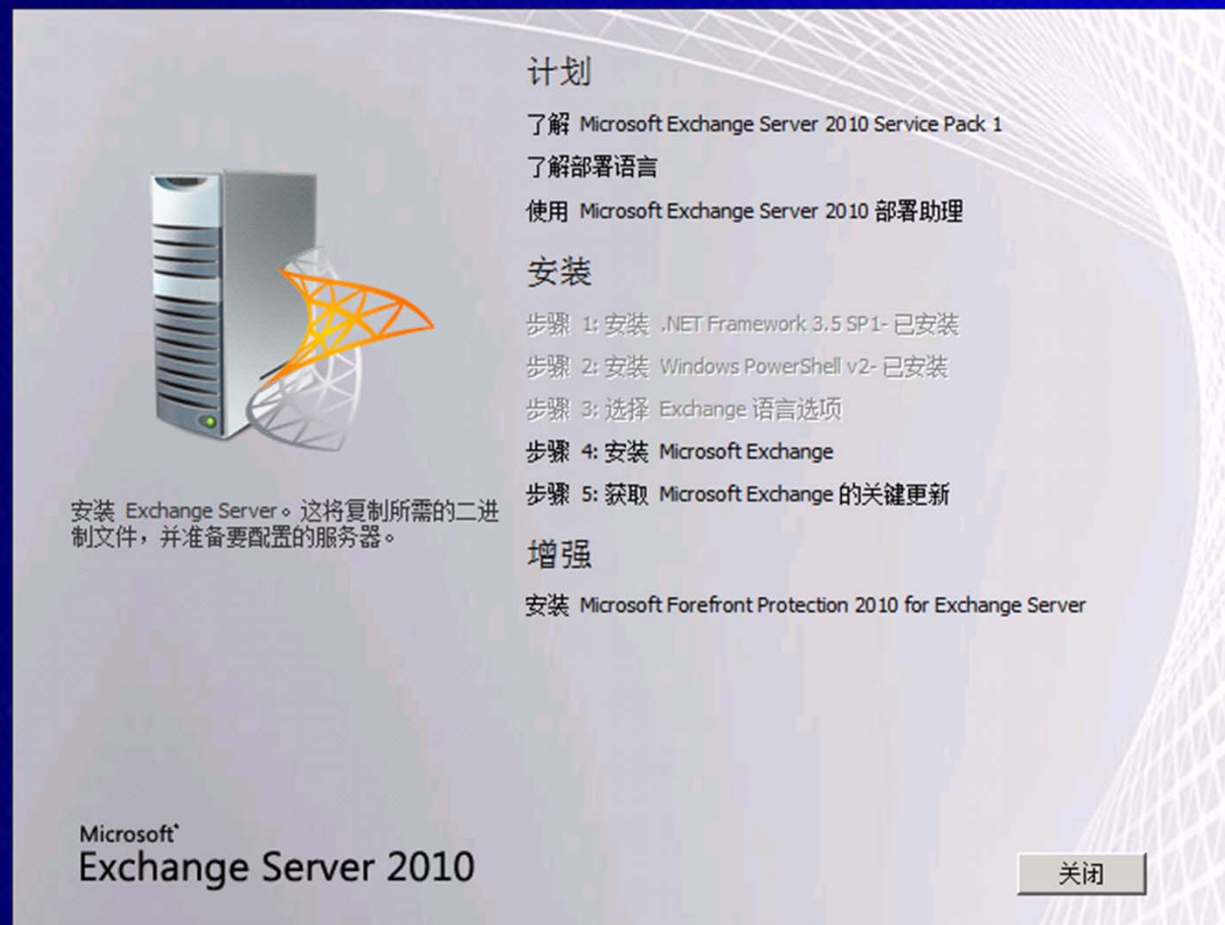 计划
了解 Microsoft Exchange Server 2010 Service Pack 1
了解部署语言
使用 Microsoft Exchange Server 2010 部署助理
安装
步骤 1: 安装 .NET Framework 3.5 SP1- 已安装
步骤 2: 安装 Windows PowerShell v2- 已安装
步骤 3: 选择 Exchange 语言选项
步骤 4: 安装 Microsoft Exchange
步骤 5: 获取 Microsoft Exchange 的关键更新
安装 Exchange Server。这将复制所需的二进
制文件，并准备要配置的服务器。
增强
安装 Microsoft Forefront Protection 2010 for Exchange Server
Microsoft
Exchange Server 2010
关闭